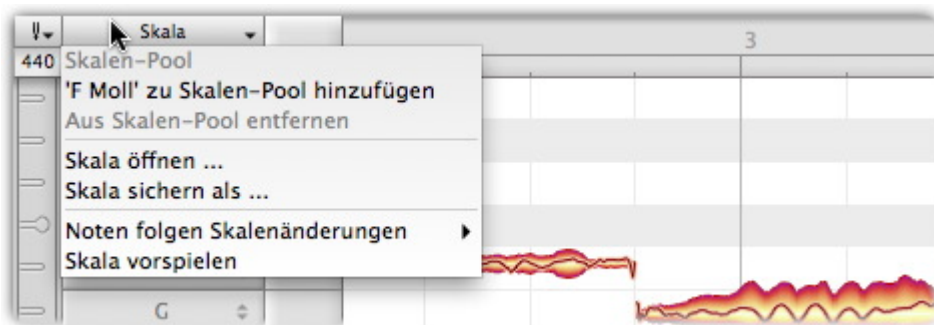 Skala
3
440
Skalen-Pool
'F Moll' zu Skalen-Pool hinzufügen
Aus Skalen-Pool entfernen
Skala öffnen ...
Skala sichern als ...
Noten folgen Skalenänderungen
Skala vorspielen
G